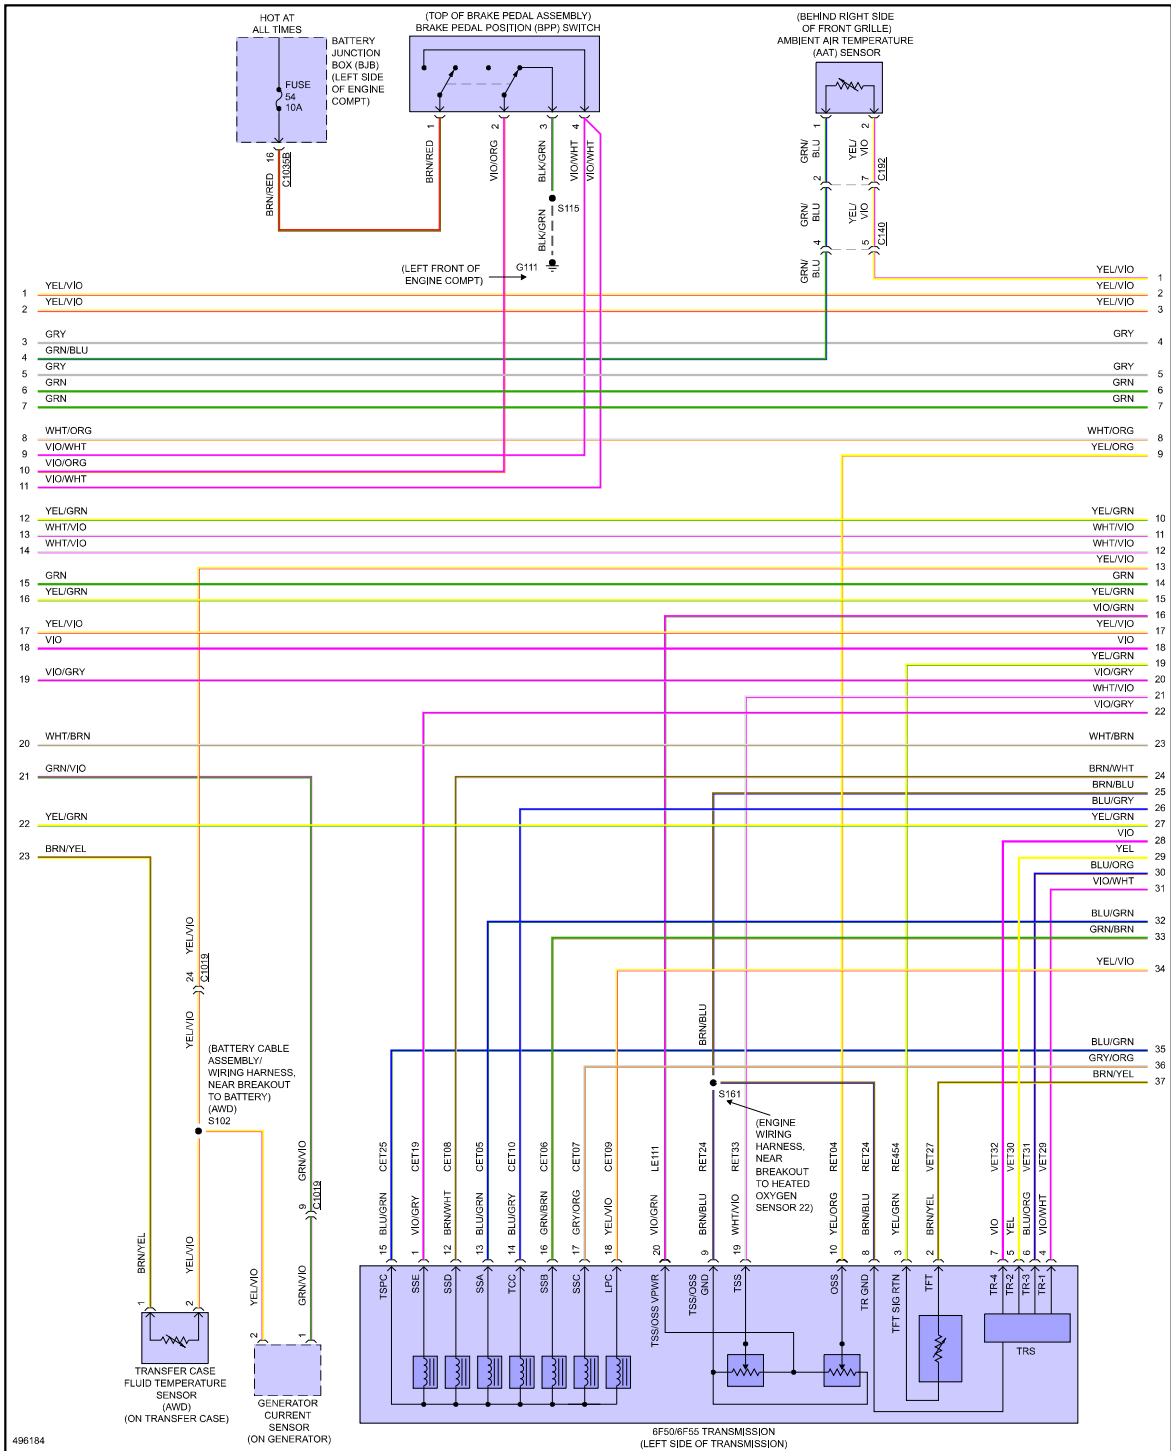 HOT AT
ALL TIMES
BATTERY
JUNCTION
BOX (BJB)
(LEFT SIDE
OF ENGINE
COMPT)
FUSE
54
10A
16
C1035B
BRN/RED
(TOP OF BRAKE PEDAL ASSEMBLY)
BRAKE PEDAL POSITION (BPP) SWITCH
1
2
3
4
BRN/RED
VIO/ORG
BLK/GRN
VIO/WHT
VIO/WHT
S115
BLK/GRN
(LEFT FRONT OF
ENGINE COMPT)
G111
(BEHIND RIGHT SIDE
OF FRONT GRILLE)
AMBIENT AIR TEMPERATURE
(AAT) SENSOR
1
2
GRN/
BLU
YEL/
VIO
2
7
C192
GRN/
BLU
YEL/
VIO
4
5
C140
GRN/
BLU
YEL/VIO 1
1 YEL/VIO YEL/VIO 2
2 YEL/VIO YEL/VIO 3
3 GRY GRY 4
4 GRN/BLU
5 GRY GRY 5
6 GRN GRN 6
7 GRN GRN 7
8 WHT/ORG WHT/ORG 8
9 VIO/WHT YEL/ORG 9
10 VIO/ORG
11 VIO/WHT
12 YEL/GRN YEL/GRN 10
13 WHT/VIO WHT/VIO 11
14 WHT/VIO WHT/VIO 12
YEL/VIO 13
15 GRN GRN 14
16 YEL/GRN YEL/GRN 15
VIO/GRN 16
17 YEL/VIO YEL/VIO 17
18 VIO VIO 18
YEL/GRN 19
19 VIO/GRY VIO/GRY 20
WHT/VIO 21
VIO/GRY 22
20 WHT/BRN WHT/BRN 23
21 GRN/VIO BRN/WHT 24
BRN/BLU 25
BLU/GRY 26
22 YEL/GRN YEL/GRN 27
VIO 28
23 BRN/YEL YEL 29
BLU/ORG 30
VIO/WHT 31
BLU/GRN 32
GRN/BRN 33
YEL/VIO 34
BLU/GRN 35
GRY/ORG 36
BRN/YEL 37
YEL/VIO
24
C1019
YEL/VIO
(BATTERY CABLE
ASSEMBLY/
WIRING HARNESS,
NEAR BREAKOUT
TO BATTERY)
(AWD)
S102
GRN/VIO
9
C1019
BRN/YEL
YEL/VIO
YEL/VIO
GRN/VIO
1
2
2
1
TRANSFER CASE
FLUID TEMPERATURE
SENSOR
(AWD)
(ON TRANSFER CASE)
GENERATOR
CURRENT
SENSOR
(ON GENERATOR)
BRN/BLU
S161
(ENGINE
WIRING
HARNESS,
NEAR
BREAKOUT
TO HEATED
OXYGEN
SENSOR 22)
CET25
CET19
CET08
CET05
CET10
CET06
CET07
CET09
LE111
RET24
RET33
RET04
RET24
RE454
VET27
VET32
VET30
VET31
VET29
BLU/GRN
VIO/GRY
BRN/WHT
BLU/GRN
BLU/GRY
GRN/BRN
GRY/ORG
YEL/VIO
VIO/GRN
BRN/BLU
WHT/VIO
YEL/ORG
BRN/BLU
YEL/GRN
BRN/YEL
VIO
YEL
BLU/ORG
VIO/WHT
15
1
12
13
14
16
17
18
20
9
19
10
8
3
2
7
5
6
4
TSPC
SSE
SSD
SSA
TCC
SSB
SSC
LPC
TSS/OSS VPWR
TSS/OSS
GND
TSS
OSS
TR GND
TFT SIG RTN
TFT
TR-4
TR-2
TR-3
TR-1
TRS
6F50/6F55 TRANSMISSION
(LEFT SIDE OF TRANSMISSION)
496184